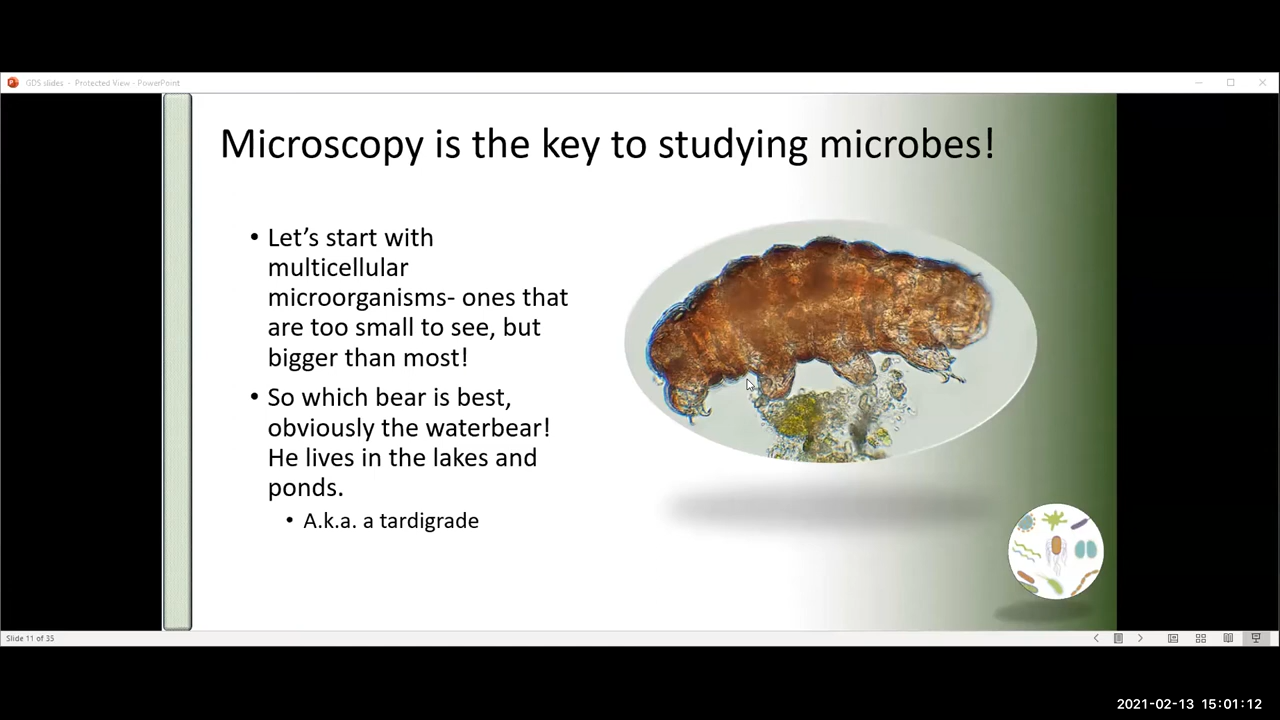 GDS slides - Protected View - PowerPoint
Microscopy is the key to studying microbes!
• Let’s start with
multicellular
microorganisms- ones that
are too small to see, but
bigger than most!
• So which bear is best,
obviously the waterbear!
He lives in the lakes and
ponds.
• A.k.a. a tardigrade
Slide 11 of 35
2021-02-13 15:01:12